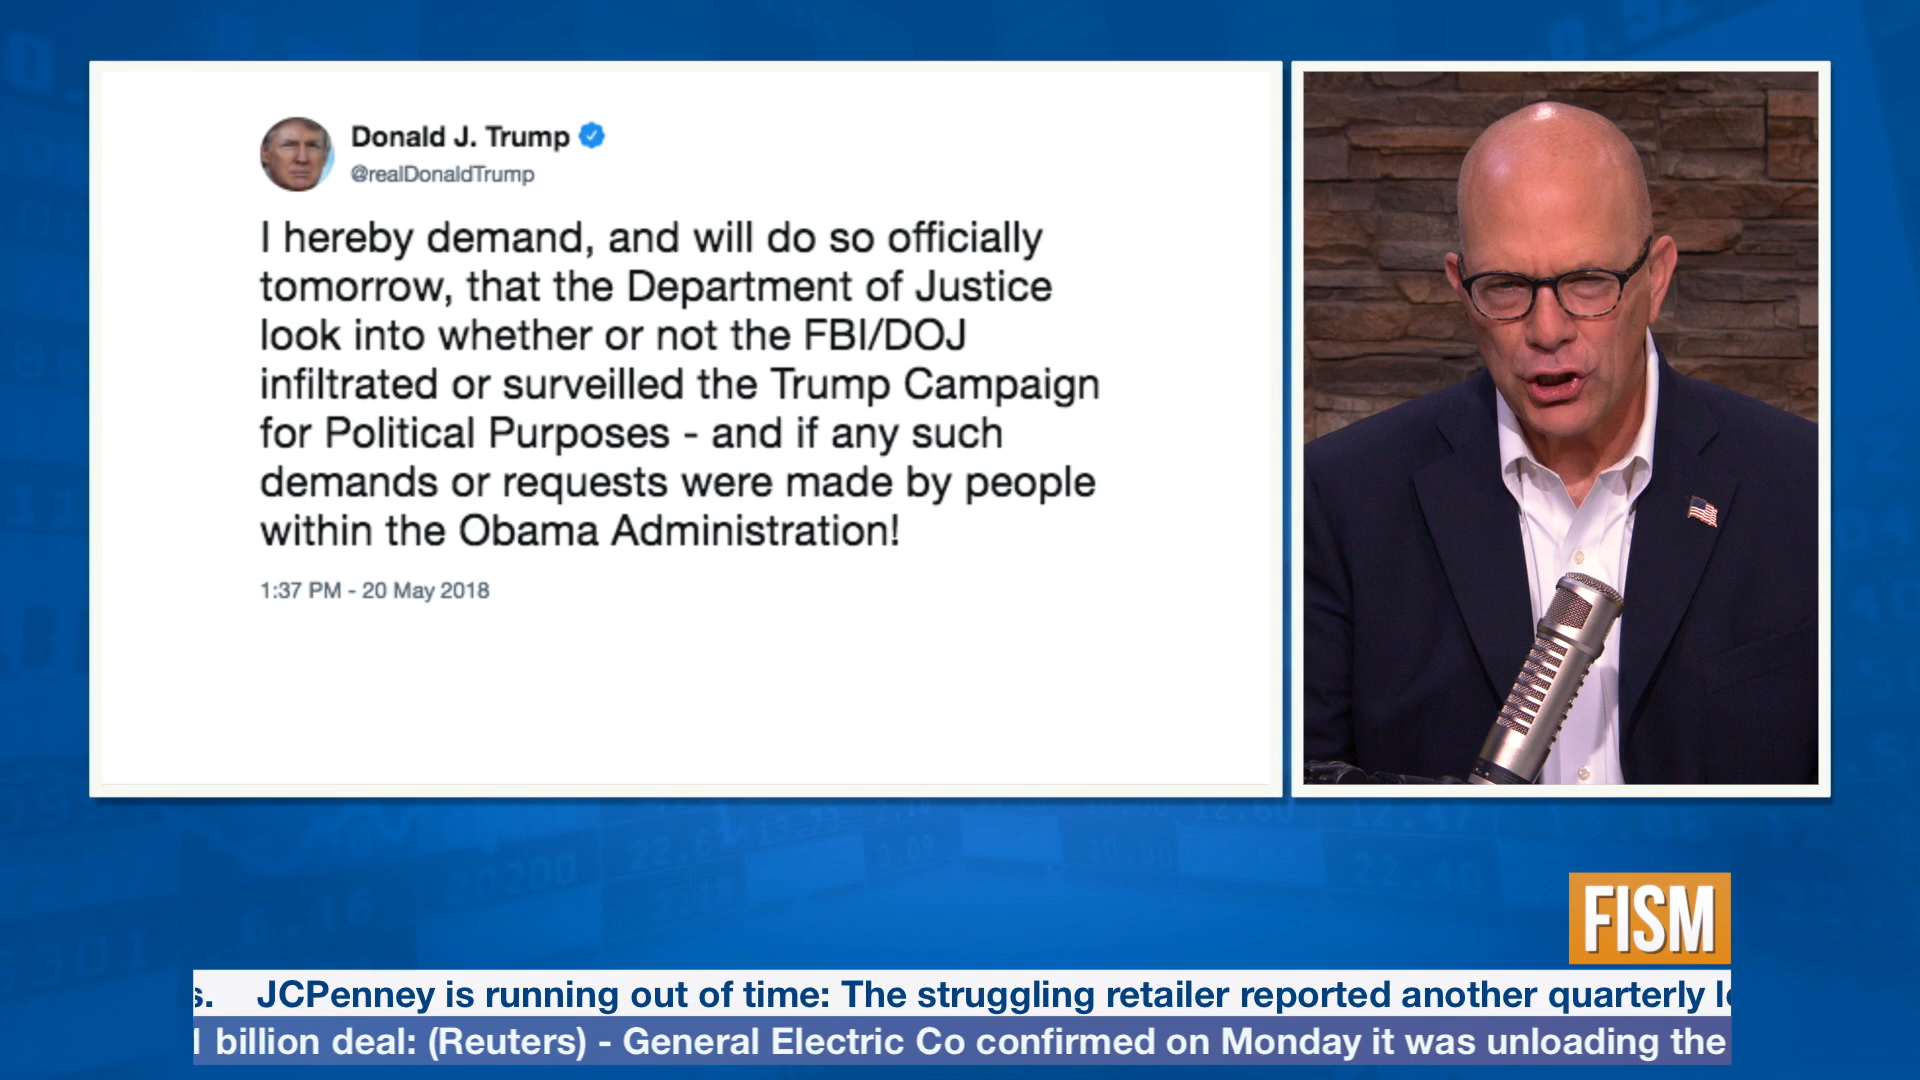 Donald J. Trump
@realDonaldTrump
I hereby demand, and will do so officially
tomorrow, that the Department of Justice
look into whether or not the FBI/DOJ
infiltrated or surveilled the Trump Campaign
for Political Purposes - and if any such
demands or requests were made by people
within the Obama Administration!
1:37 PM - 20 May 2018
FISM
s. JCPenney is running out of time: The struggling retailer reported another quarterly
billion deal: (Reuters) - General Electric Co confirmed on Monday it was unloading the